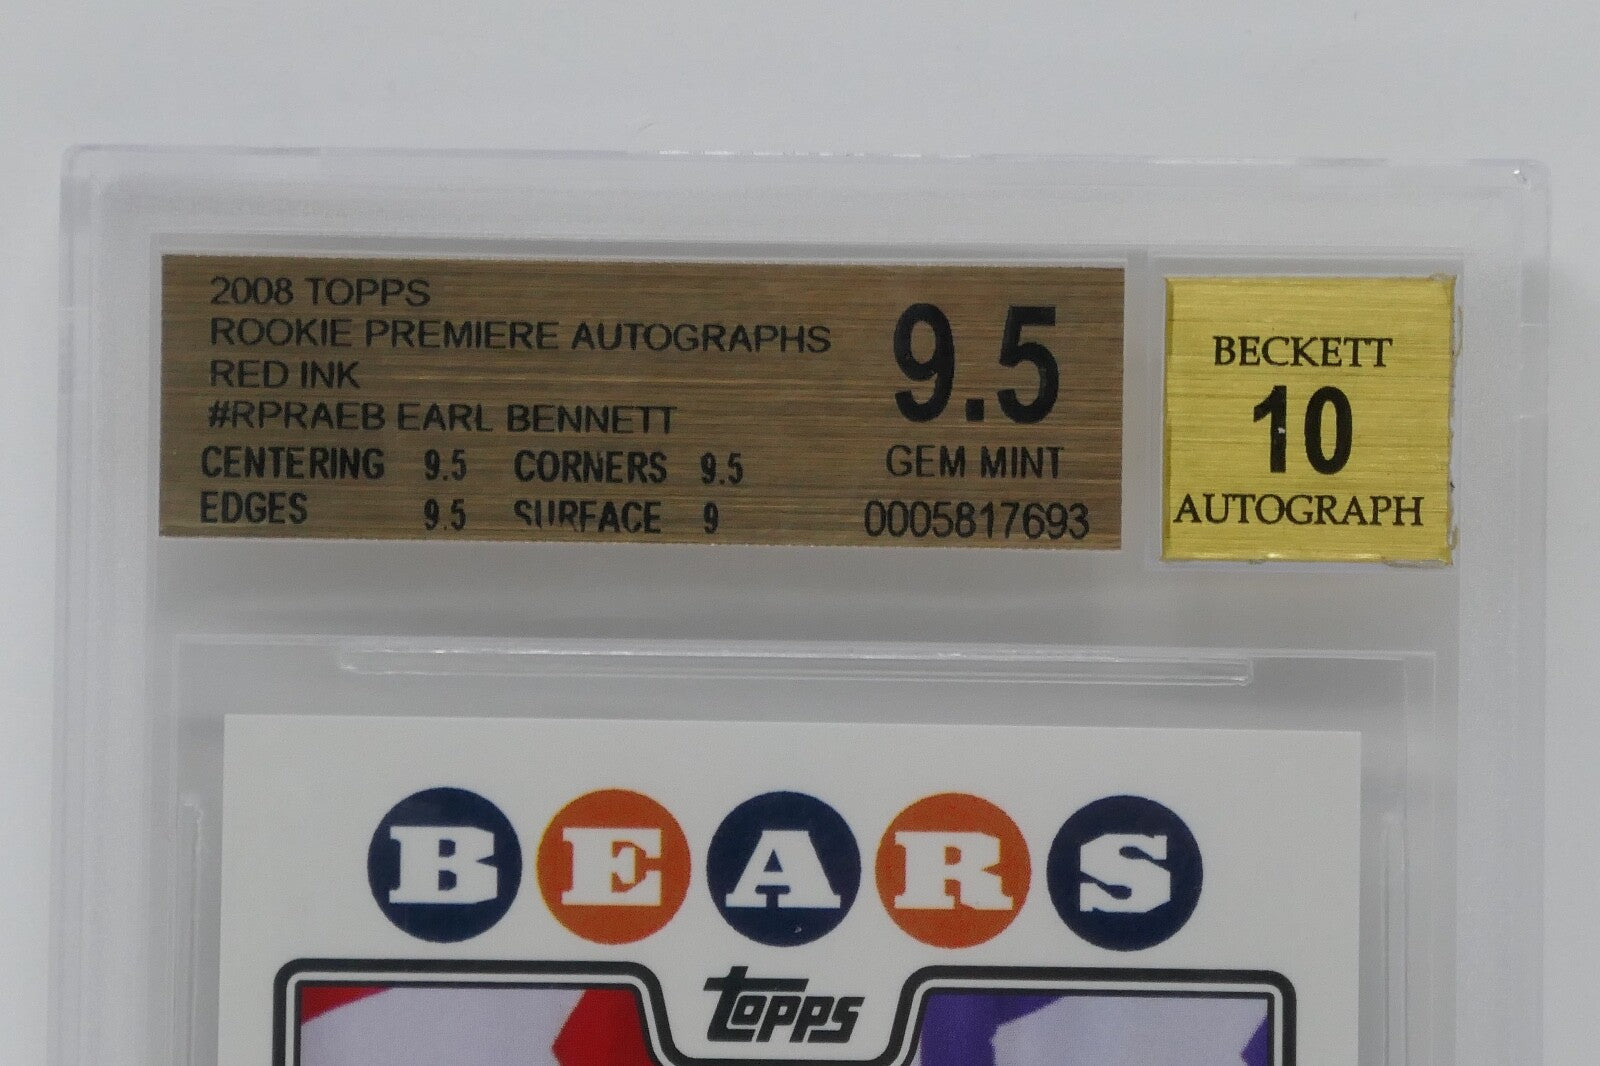 2008 TOPPS
ROOKIE PREMIERE AUTOGRAPHS
RED INK
#RPRAEB EARL BENNETT
CENTERING 9.5 CORNERS 9.5
EDGES 9.5 SURFACE 9
9.5
GEM MINT
0005817693
BECKETT
10
AUTOGRAPH
BEARS
topps